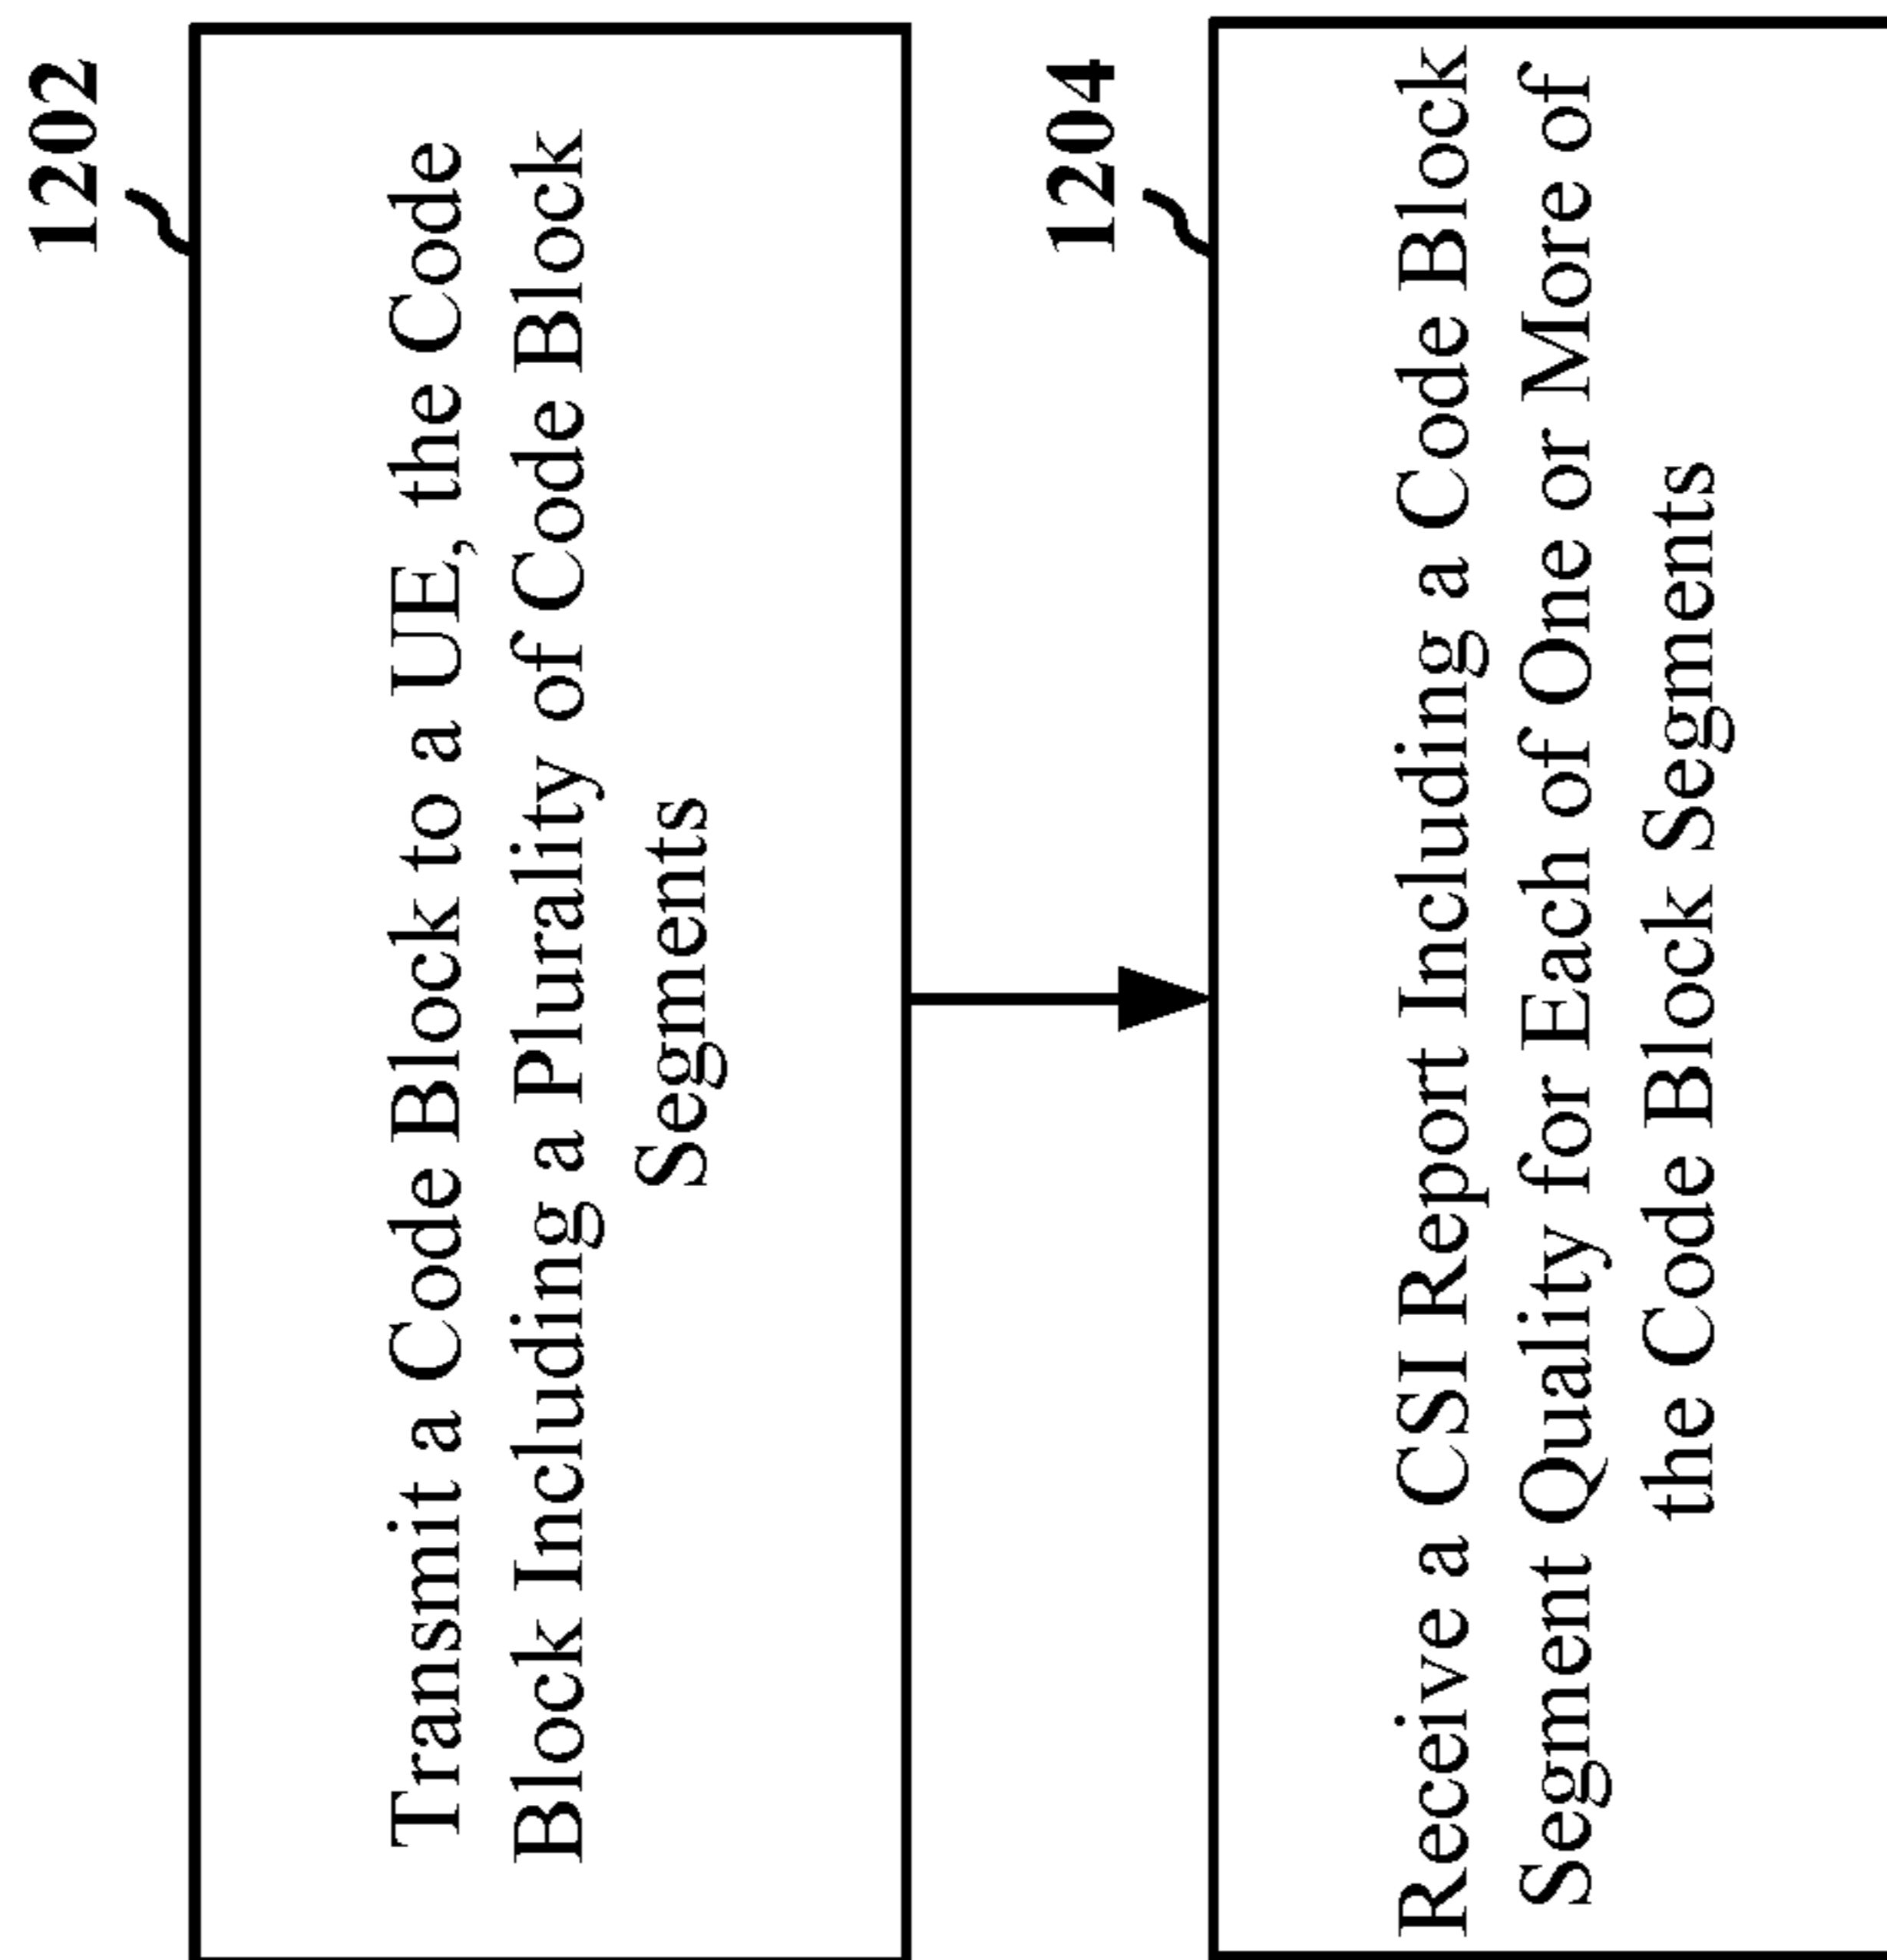 1202
Transmit a Code Block to a UE, the Code
Block Including a Plurality of Code Block
Segments
1204
Receive a CSI Report Including a Code Block
Segment Quality for Each of One or More of
the Code Block Segments